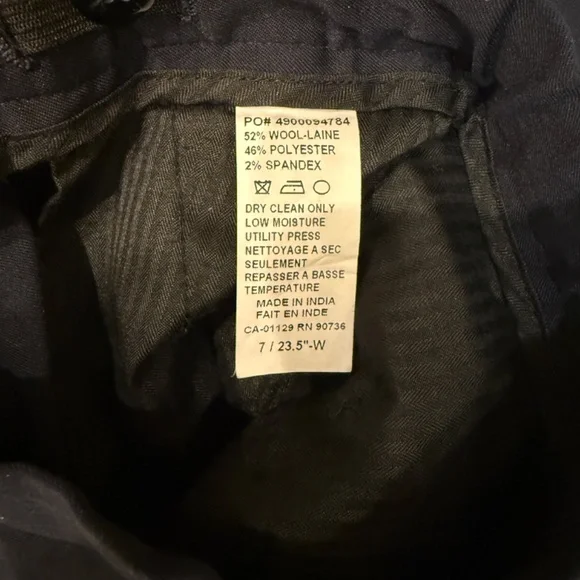 PO# 4900694784
52% WOOL-LAINE
46% POLYESTER
2% SPANDEX
DRY CLEAN ONLY
LOW MOISTURE
UTILITY PRESS
NETTOYAGE A SEC
SEULEMENT
REPASSER A BASSE
TEMPERATURE
MADE IN INDIA
FAIT EN INDE
CA-01129 RN 90736
7 / 23.5"-W